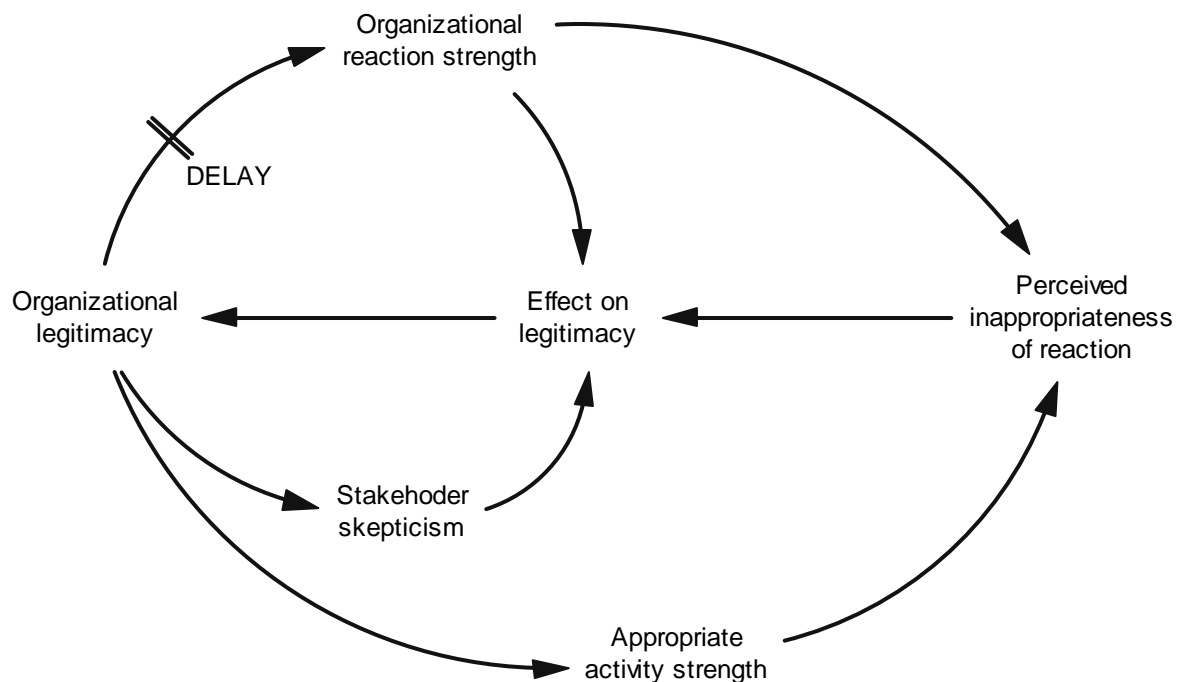 Organizational
reaction strength
DELAY
Organizational
legitimacy
Effect on
legitimacy
Perceived
inappropriateness
of reaction
Stakehoder
skepticism
Appropriate
activity strength